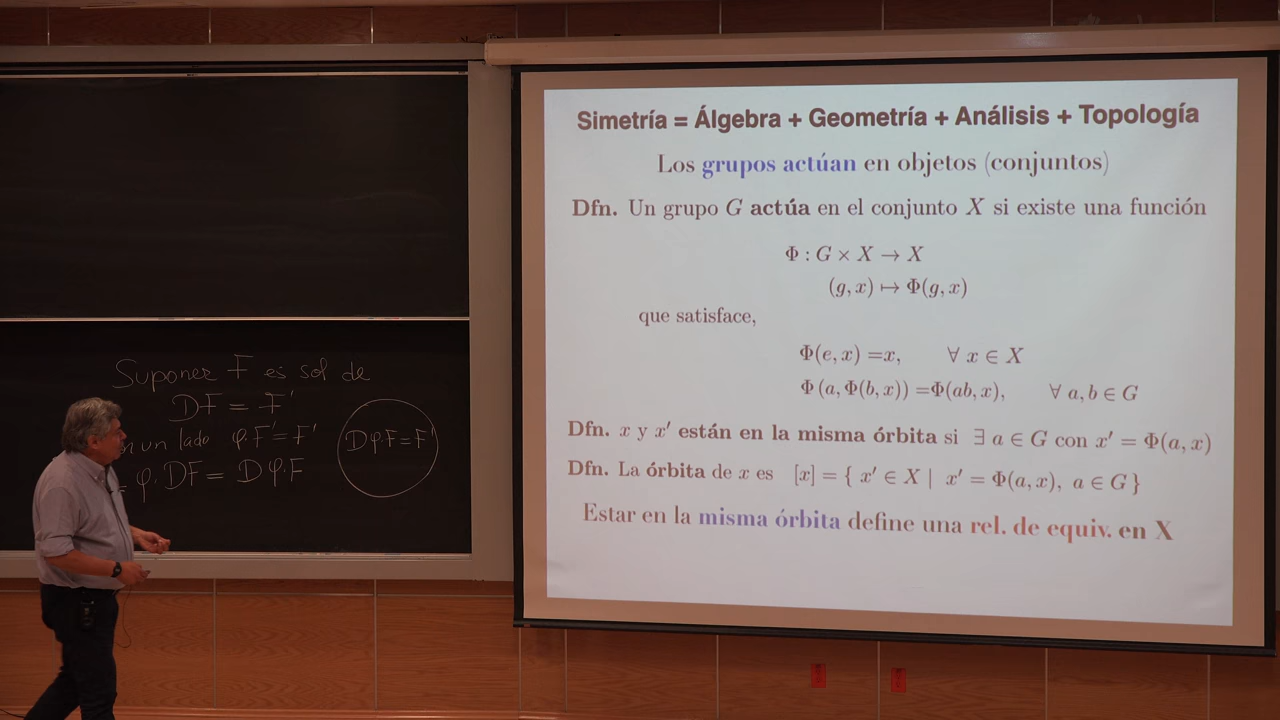 Suponer F es sol de
DF = F'
un lado φ·F' = F'
= φ·DF = Dφ·F
Dφ·F = F'
Simetría = Álgebra + Geometría + Análisis + Topología
Los grupos actúan en objetos (conjuntos)
Dfn. Un grupo G actúa en el conjunto X si existe una función
Φ : G × X → X
(g, x) ↦ Φ(g, x)
que satisface,
Φ(e, x) =x, ∀ x ∈ X
Φ (a, Φ(b, x)) =Φ(ab, x), ∀ a, b ∈ G
Dfn. x y x′ están en la misma órbita si ∃ a ∈ G con x′ = Φ(a, x)
Dfn. La órbita de x es [x] = { x′ ∈ X | x′ = Φ(a, x), a ∈ G }
Estar en la misma órbita define una rel. de equiv. en X